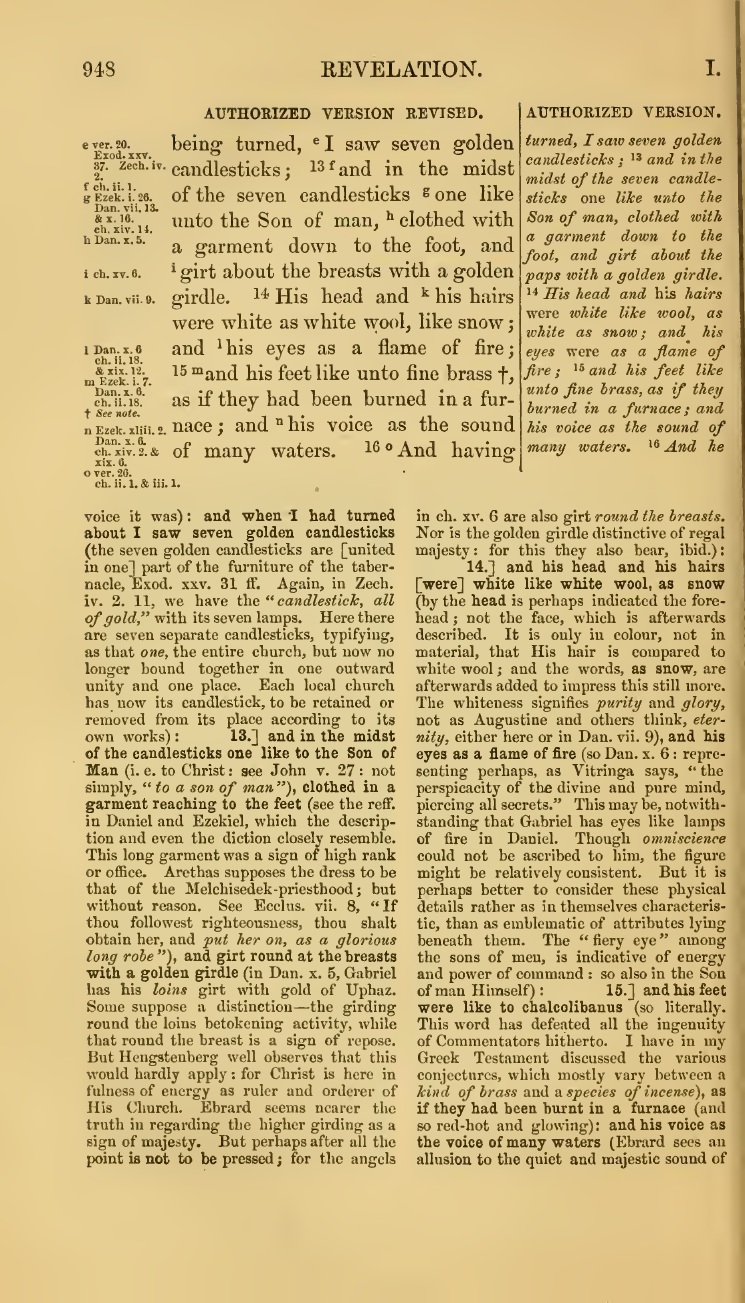 948
REVELATION.
I.
AUTHORIZED VERSION REVISED.
e ver. 20.
Exod. xxv.
37. Zech. iv.
2.
f ch. ii. 1.
g Ezek. i. 26.
Dan. vii. 13.
& x. 16.
ch. xiv. 14.
h Dan. x. 5.
i ch. xv. 6.
k Dan. vii. 9.
l Dan. x. 6
ch. ii. 18.
& xix. 12.
m Ezek. i. 7.
Dan. x. 6.
ch. ii. 18.
† See note.
n Ezek. xliii. 2.
Dan. x. 6.
ch. xiv. 2. &
xix. 6.
o ver. 20.
ch. ii. 1. & iii. 1.
being turned, e I saw seven golden
candlesticks; 13 f and in the midst
of the seven candlesticks g one like
unto the Son of man, h clothed with
a garment down to the foot, and
i girt about the breasts with a golden
girdle. 14 His head and k his hairs
were white as white wool, like snow;
and l his eyes as a flame of fire;
15 m and his feet like unto fine brass †,
as if they had been burned in a fur-
nace; and n his voice as the sound
of many waters. 16 o And having
AUTHORIZED VERSION.
turned, I saw seven golden
candlesticks; 13 and in the
midst of the seven candle-
sticks one like unto the
Son of man, clothed with
a garment down to the
foot, and girt about the
paps with a golden girdle.
14 His head and his hairs
were white like wool, as
white as snow; and his
eyes were as a flame of
fire; 15 and his feet like
unto fine brass, as if they
burned in a furnace; and
his voice as the sound of
many waters. 16 And he
voice it was): and when I had turned
about I saw seven golden candlesticks
(the seven golden candlesticks are [united
in one] part of the furniture of the taber-
nacle, Exod. xxv. 31 ff. Again, in Zech.
iv. 2. 11, we have the "candlestick, all
of gold," with its seven lamps. Here there
are seven separate candlesticks, typifying,
as that one, the entire church, but now no
longer bound together in one outward
unity and one place. Each local church
has now its candlestick, to be retained or
removed from its place according to its
own works): 13.] and in the midst
of the candlesticks one like to the Son of
Man (i. e. to Christ: see John v. 27: not
simply, "to a son of man"), clothed in a
garment reaching to the feet (see the reff.
in Daniel and Ezekiel, which the descrip-
tion and even the diction closely resemble.
This long garment was a sign of high rank
or office. Arethas supposes the dress to be
that of the Melchisedek-priesthood; but
without reason. See Ecclus. vii. 8, "If
thou followest righteousness, thou shalt
obtain her, and put her on, as a glorious
long robe"), and girt round at the breasts
with a golden girdle (in Dan. x. 5, Gabriel
has his loins girt with gold of Uphaz.
Some suppose a distinction—the girding
round the loins betokening activity, while
that round the breast is a sign of repose.
But Hengstenberg well observes that this
would hardly apply: for Christ is here in
fulness of energy as ruler and orderer of
His Church. Ebrard seems nearer the
truth in regarding the higher girding as a
sign of majesty. But perhaps after all the
point is not to be pressed; for the angels
in ch. xv. 6 are also girt round the breasts.
Nor is the golden girdle distinctive of regal
majesty: for this they also bear, ibid.):
14.] and his head and his hairs
[were] white like white wool, as snow
(by the head is perhaps indicated the fore-
head; not the face, which is afterwards
described. It is only in colour, not in
material, that His hair is compared to
white wool; and the words, as snow, are
afterwards added to impress this still more.
The whiteness signifies purity and glory,
not as Augustine and others think, eter-
nity, either here or in Dan. vii. 9), and his
eyes as a flame of fire (so Dan. x. 6: repre-
senting perhaps, as Vitringa says, "the
perspicacity of the divine and pure mind,
piercing all secrets." This may be, notwith-
standing that Gabriel has eyes like lamps
of fire in Daniel. Though omniscience
could not be ascribed to him, the figure
might be relatively consistent. But it is
perhaps better to consider these physical
details rather as in themselves characteris-
tic, than as emblematic of attributes lying
beneath them. The "fiery eye" among
the sons of men, is indicative of energy
and power of command: so also in the Son
of man Himself): 15.] and his feet
were like to chalcolibanus (so literally.
This word has defeated all the ingenuity
of Commentators hitherto. I have in my
Greek Testament discussed the various
conjectures, which mostly vary between a
kind of brass and a species of incense), as
if they had been burnt in a furnace (and
so red-hot and glowing): and his voice as
the voice of many waters (Ebrard sees an
allusion to the quiet and majestic sound of